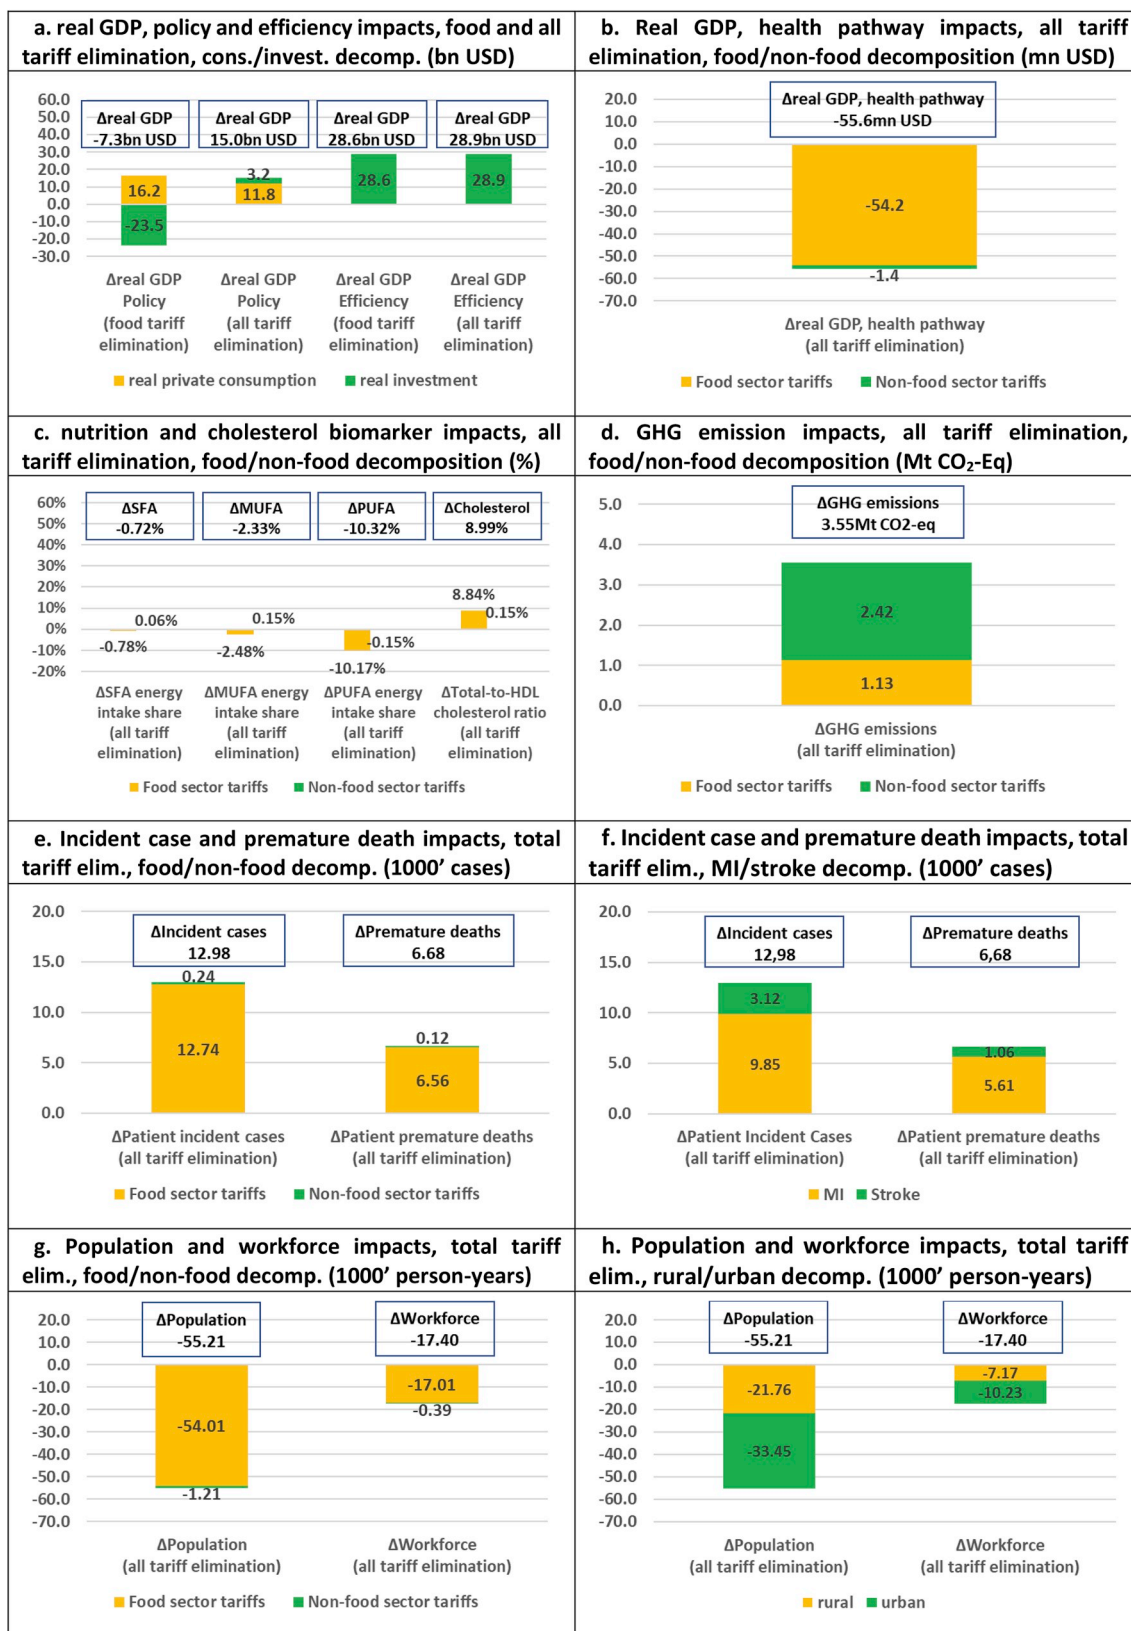 a. real GDP, policy and efficiency impacts, food and all
tariff elimination, cons./invest. decomp. (bn USD)
60.0
50.0
40.0
30.0
20.0
10.0
0.0
-10.0
-20.0
-30.0
Δreal GDP
-7.3bn USD
Δreal GDP
15.0bn USD
Δreal GDP
28.6bn USD
Δreal GDP
28.9bn USD
16.2
-23.5
3.2
11.8
28.6
28.9
Δreal GDP
Policy
(food tariff
elimination)
Δreal GDP
Policy
(all tariff
elimination)
Δreal GDP
Efficiency
(food tariff
elimination)
Δreal GDP
Efficiency
(all tariff
elimination)
real private consumption
real investment
b. Real GDP, health pathway impacts, all tariff
elimination, food/non-food decomposition (mn USD)
20.0
10.0
0.0
-10.0
-20.0
-30.0
-40.0
-50.0
-60.0
-70.0
Δreal GDP, health pathway
-55.6mn USD
-54.2
-1.4
Δreal GDP, health pathway
(all tariff elimination)
Food sector tariffs
Non-food sector tariffs
c. nutrition and cholesterol biomarker impacts, all
tariff elimination, food/non-food decomposition (%)
60%
50%
40%
30%
20%
10%
0%
-10%
-20%
ΔSFA
-0.72%
ΔMUFA
-2.33%
ΔPUFA
-10.32%
ΔCholesterol
8.99%
0.06%
-0.78%
0.15%
-2.48%
-0.15%
-10.17%
8.84%
0.15%
ΔSFA energy
intake share
(all tariff
elimination)
ΔMUFA energy
intake share
(all tariff
elimination)
ΔPUFA energy
intake share
(all tariff
elimination)
ΔTotal-to-HDL
cholesterol ratio
(all tariff
elimination)
Food sector tariffs
Non-food sector tariffs
d. GHG emission impacts, all tariff elimination,
food/non-food decomposition (Mt CO₂-Eq)
5.0
4.0
3.0
2.0
1.0
0.0
ΔGHG emissions
3.55Mt CO2-eq
2.42
1.13
ΔGHG emissions
(all tariff elimination)
Food sector tariffs
Non-food sector tariffs
e. Incident case and premature death impacts, total
tariff elim., food/non-food decomp. (1000’ cases)
20.0
15.0
10.0
5.0
0.0
ΔIncident cases
12.98
ΔPremature deaths
6.68
0.24
12.74
0.12
6.56
ΔPatient incident cases
(all tariff elimination)
ΔPatient premature deaths
(all tariff elimination)
Food sector tariffs
Non-food sector tariffs
f. Incident case and premature death impacts, total
tariff elim., MI/stroke decomp. (1000’ cases)
20.0
15.0
10.0
5.0
0.0
ΔIncident cases
12,98
ΔPremature deaths
6,68
3.12
9.85
1.06
5.61
ΔPatient Incident Cases
(all tariff elimination)
ΔPatient premature deaths
(all tariff elimination)
MI
Stroke
g. Population and workforce impacts, total tariff
elim., food/non-food decomp. (1000’ person-years)
20.0
10.0
0.0
-10.0
-20.0
-30.0
-40.0
-50.0
-60.0
-70.0
ΔPopulation
-55.21
ΔWorkforce
-17.40
-54.01
-1.21
-17.01
-0.39
ΔPopulation
(all tariff elimination)
ΔWorkforce
(all tariff elimination)
Food sector tariffs
Non-food sector tariffs
h. Population and workforce impacts, total tariff
elim., rural/urban decomp. (1000’ person-years)
20.0
10.0
0.0
-10.0
-20.0
-30.0
-40.0
-50.0
-60.0
-70.0
ΔPopulation
-55.21
ΔWorkforce
-17.40
-21.76
-33.45
-7.17
-10.23
ΔPopulation
(all tariff elimination)
ΔWorkforce
(all tariff elimination)
rural
urban